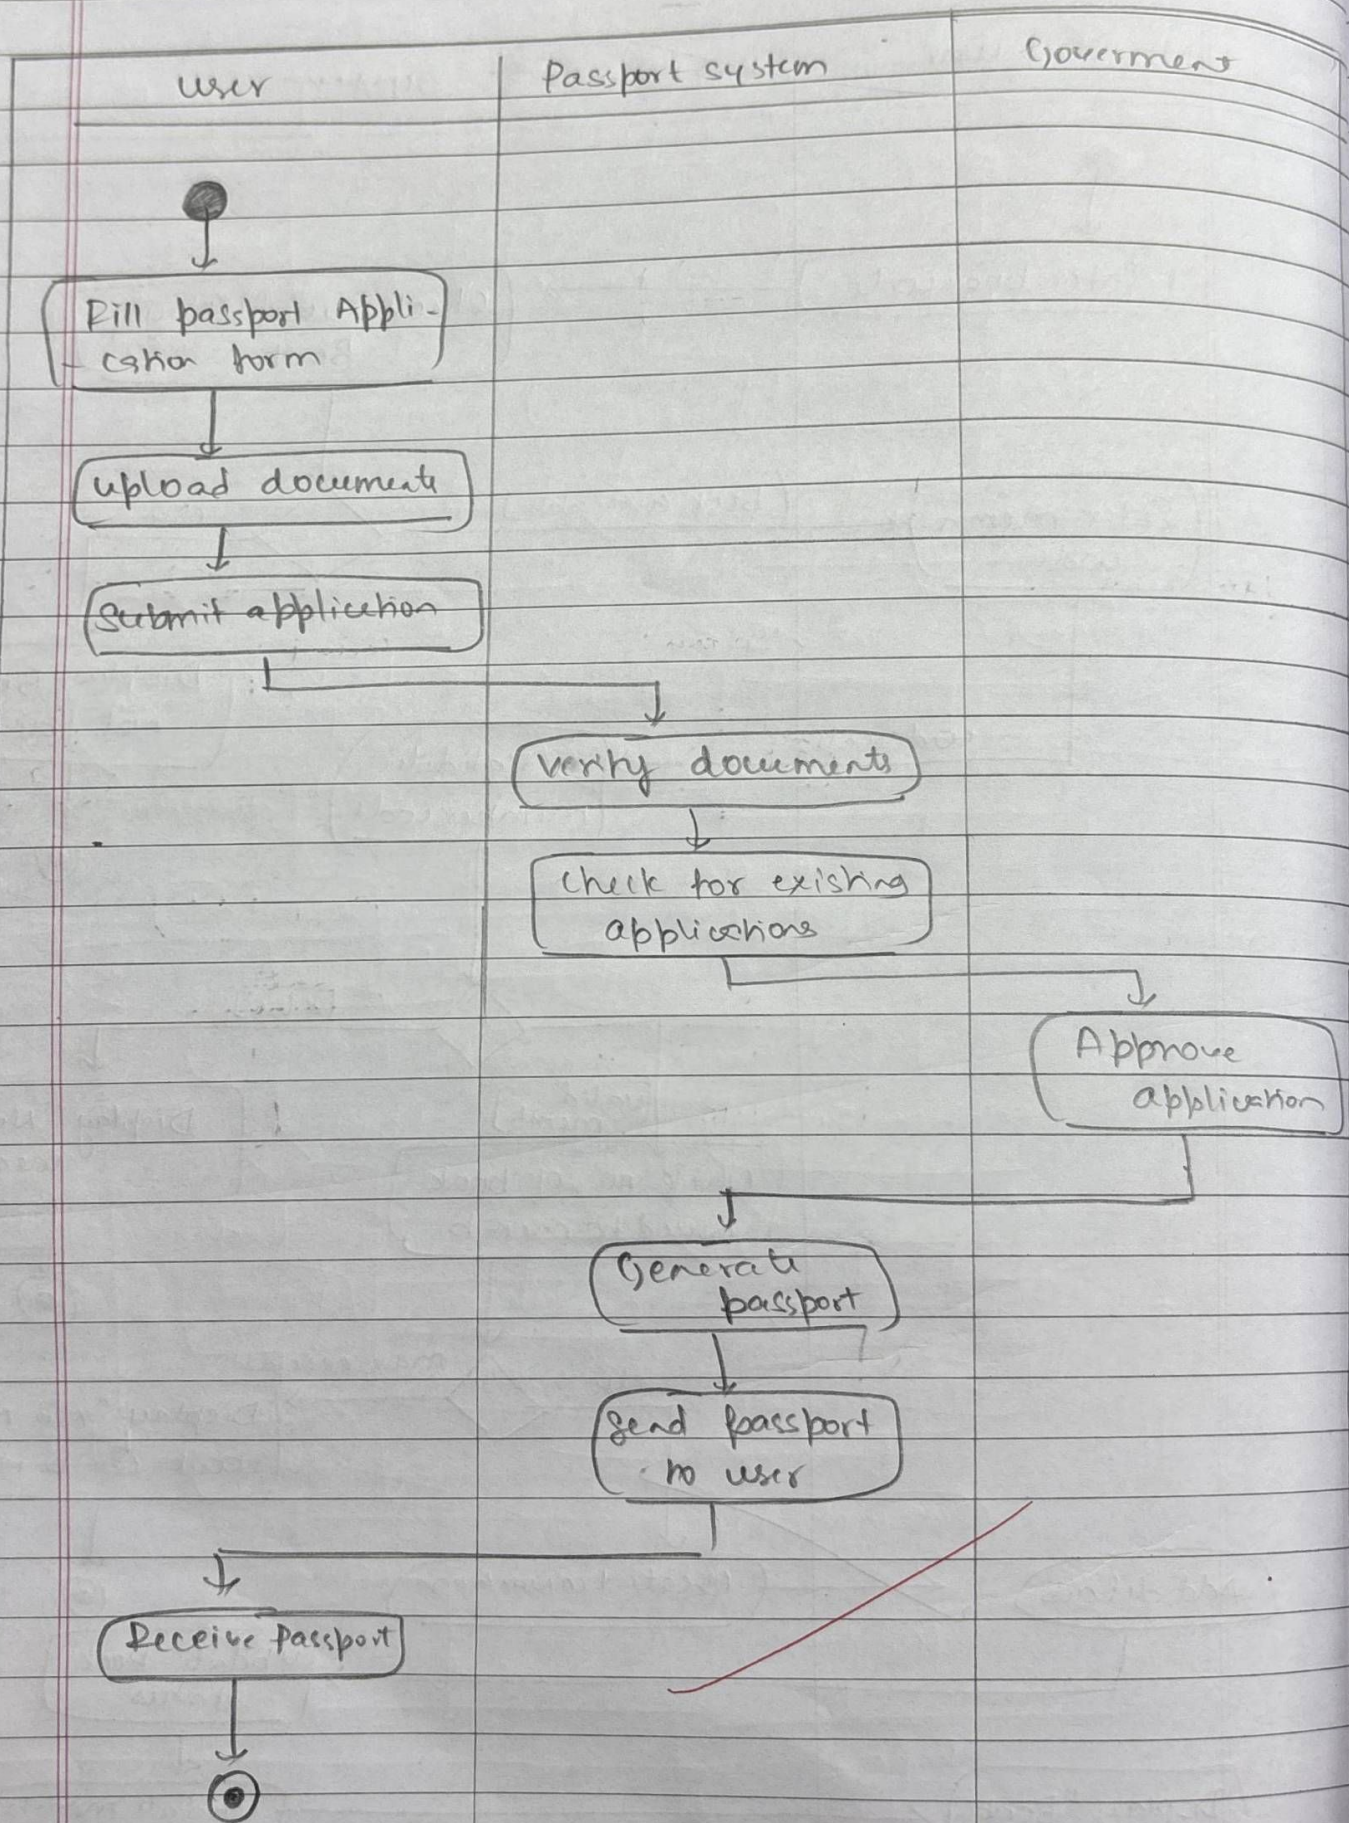 user
Passport system
Goverment
Fill passport Appli-
cation form
upload documents
Submit application
Verify documents
Check for existing
applications
Approve
application
Generate
passport
Send passport
to user
Receive Passport